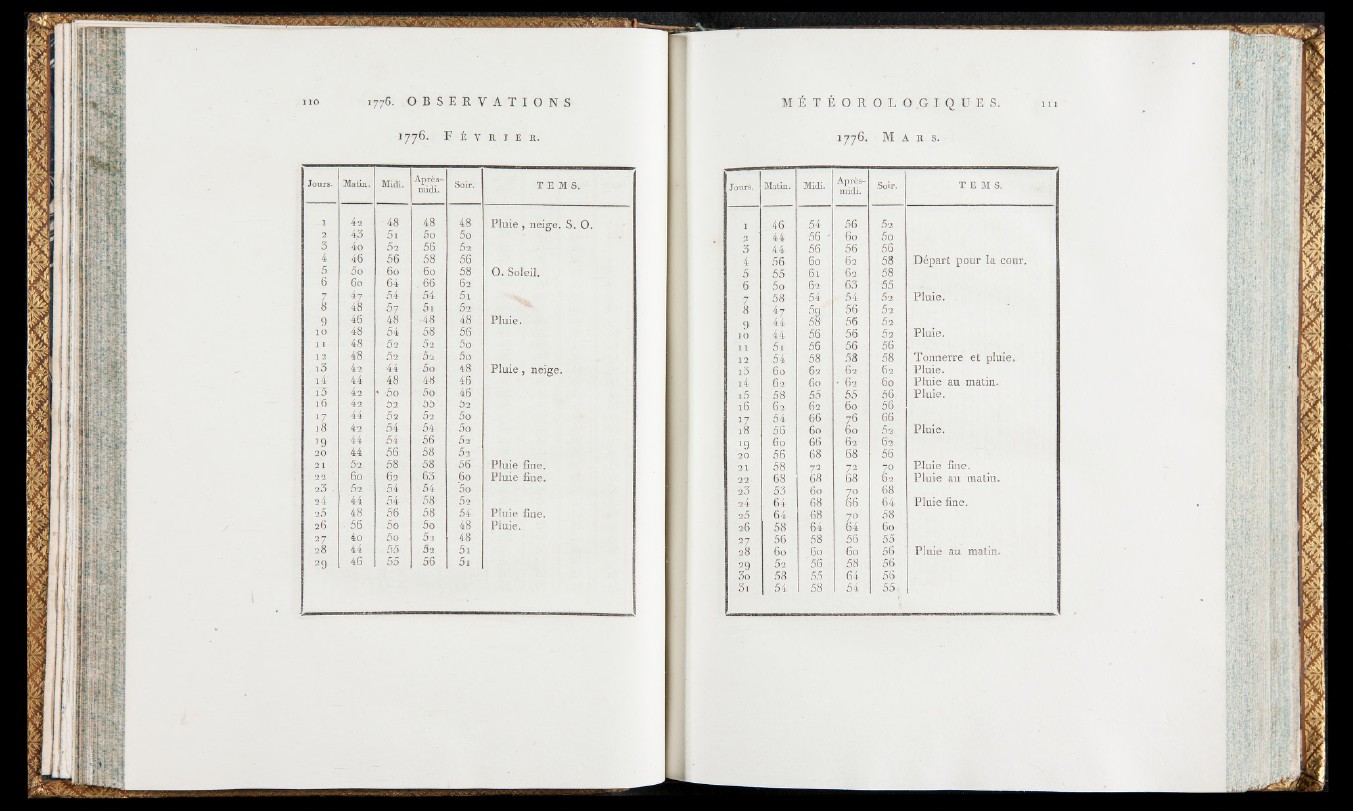 110 1776. OBSERVATIONS
1776. FÉVRIER.
Jours. Matin. Midi. Après-midi. Soir. TEMS.
1 42 48 48 48 Pluie, neige. S. O.
2 43 51 50 50
3 40 52 56 52
4 46 56 58 56
5 50 60 60 58 O. Soleil.
6 60 64 66 62
7 47 54 54 51
8 48 57 51 52
9 46 48 48 48 Pluie.
10 48 54 58 56
11 48 52 52 50
12 48 52 52 50
13 42 44 50 48 Pluie, neige.
14 44 48 48 46
15 42 50 50 46
16 42 52 55 52
17 44 52 52 50
18 42 54 54 50
19 44 54 56 52
20 44 56 58 52
21 52 58 58 56 Pluie fine.
22 60 62 63 60 Pluie fine.
23 52 54 54 50
24 44 54 58 52
25 48 56 58 54 Pluie fine.
26 56 50 50 48 Pluie.
27 40 50 52 48
28 44 55 52 51
29 46 55 56 51
MÉTÉOROLOGIQUES. 111
1776. MARS.
Jours. Matin. Midi. Après-midi. Soir. TEMS.
1 46 54 56 52
2 44 56 60 50
3 44 56 56 56
4 56 60 62 58 Départ pour la cour.
5 55 61 62 58
6 50 62 63 55
7 58 54 54 52 Pluie.
8 47 59 56 52
9 44 58 56 52
10 44 56 56 52 Pluie.
11 51 56 56 56
12 54 58 58 58 Tonnerre et pluie.
13 60 62 62 62 Pluie.
14 62 60 62 60 Pluie au matin.
15 58 55 55 56 Pluie.
16 62 62 60 56
17 54 66 76 66
18 56 60 60 52 Pluie.
19 60 66 62 62
20 56 68 68 56
21 58 72 72 70 Pluie fine.
22 68 68 68 62 Pluie au matin.
23 53 60 70 68
24 64 68 66 64 Pluie fine.
25 64 68 70 58
26 58 64 64 60
27 56 58 56 55
28 60 60 60 56 Pluie au matin.
29 52 56 58 56
30 58 55 64 56
31 54 58 54 55